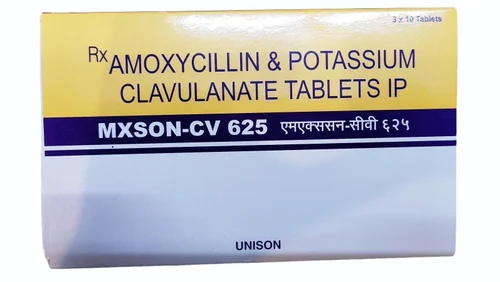 3 x 10 Tablets
Rx AMOXYCILLIN & POTASSIUM
CLAVULANATE TABLETS IP
MXSON-CV 625 एमएक्ससन-सीवी ६२५
UNISON